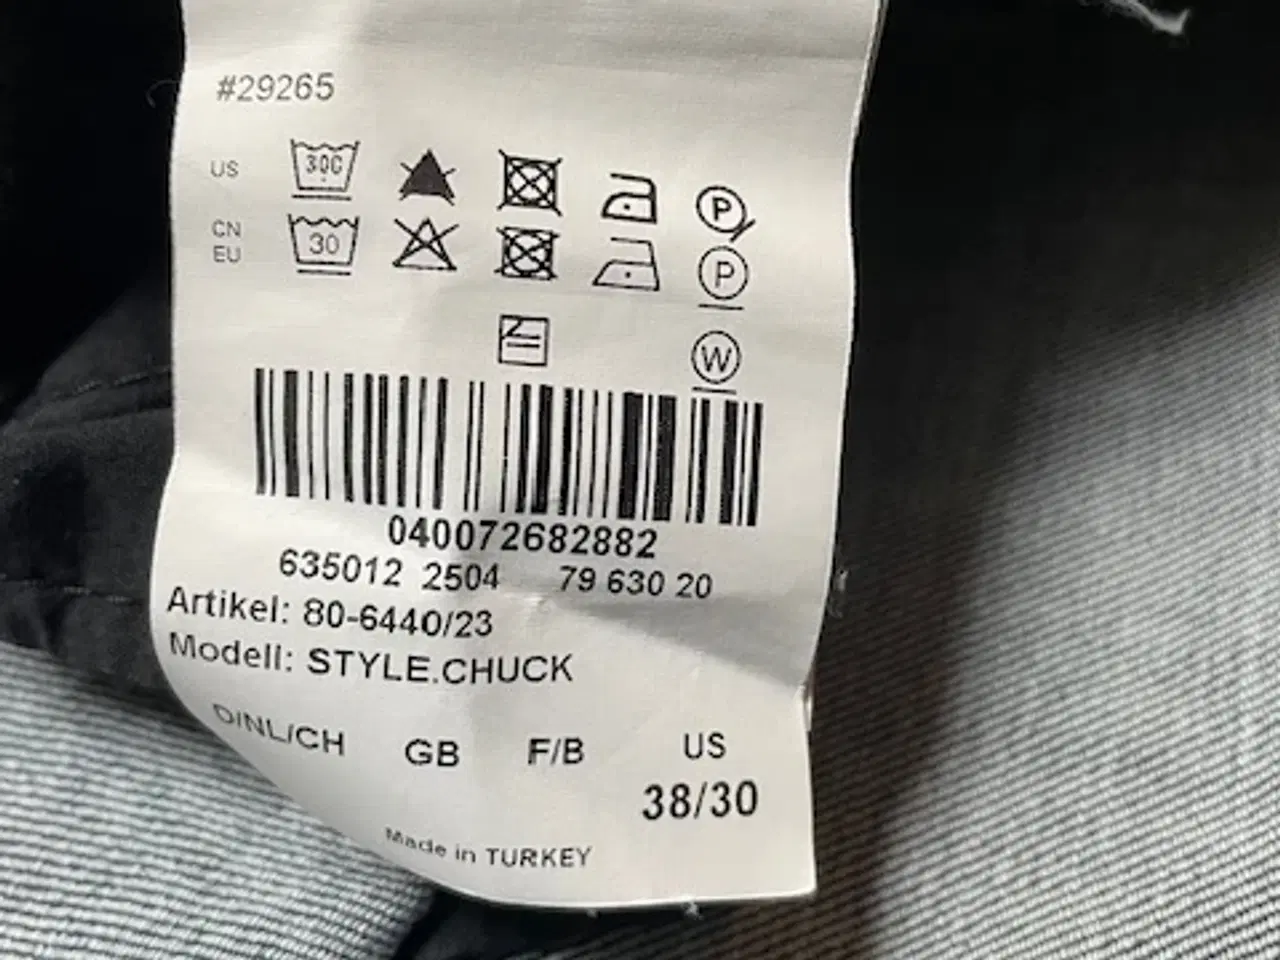 #29265
US 30C P
CN
EU 30 P
W
040072682882
635012 2504 79 630 20
Artikel: 80-6440/23
Modell: STYLE.CHUCK
D/NL/CH GB F/B US
38/30
Made in TURKEY